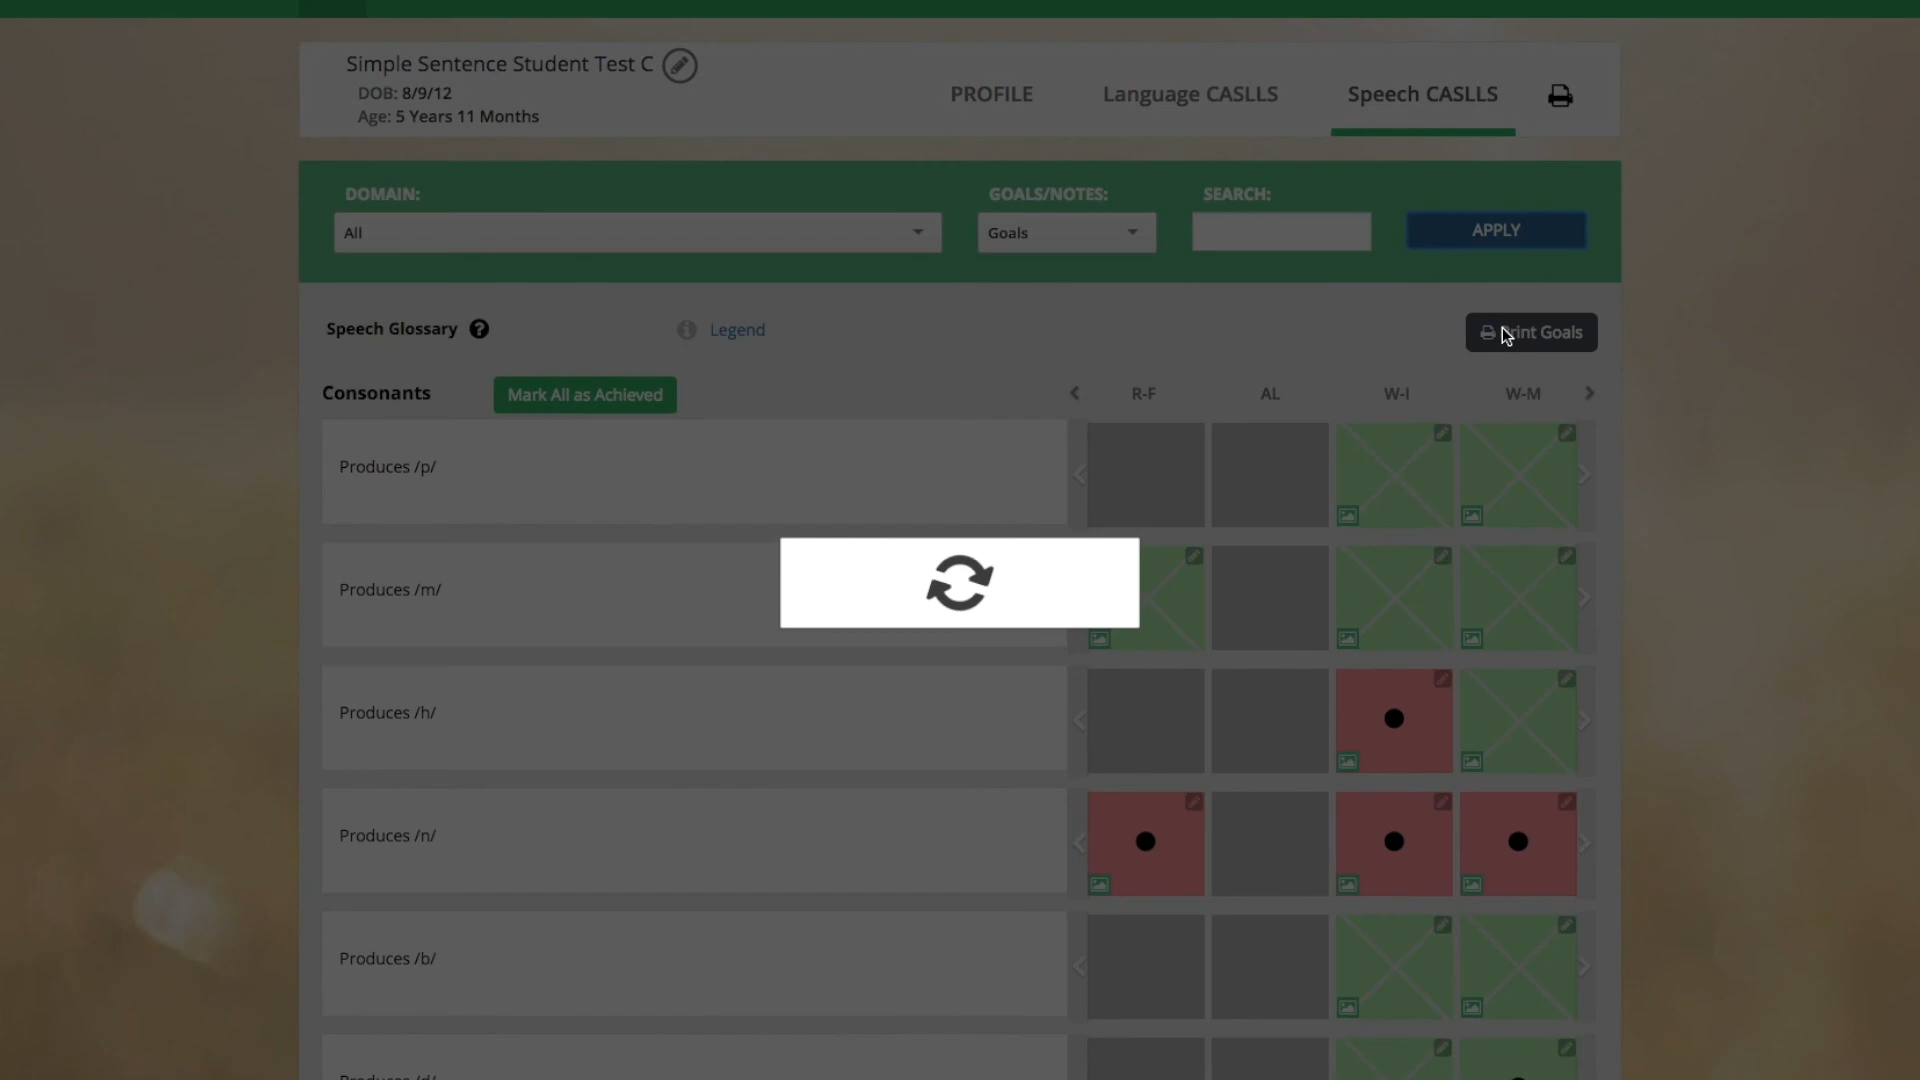 Simple Sentence Student Test C
DOB: 8/9/12
Age: 5 Years 11 Months
PROFILE
Language CASLLS
Speech CASLLS
DOMAIN:
GOALS/NOTES:
SEARCH:
All
Goals
APPLY
Speech Glossary
Legend
Print Goals
Consonants
Mark All as Achieved
R-F
AL
W-I
W-M
Produces /p/
Produces /m/
Produces /h/
Produces /n/
Produces /b/